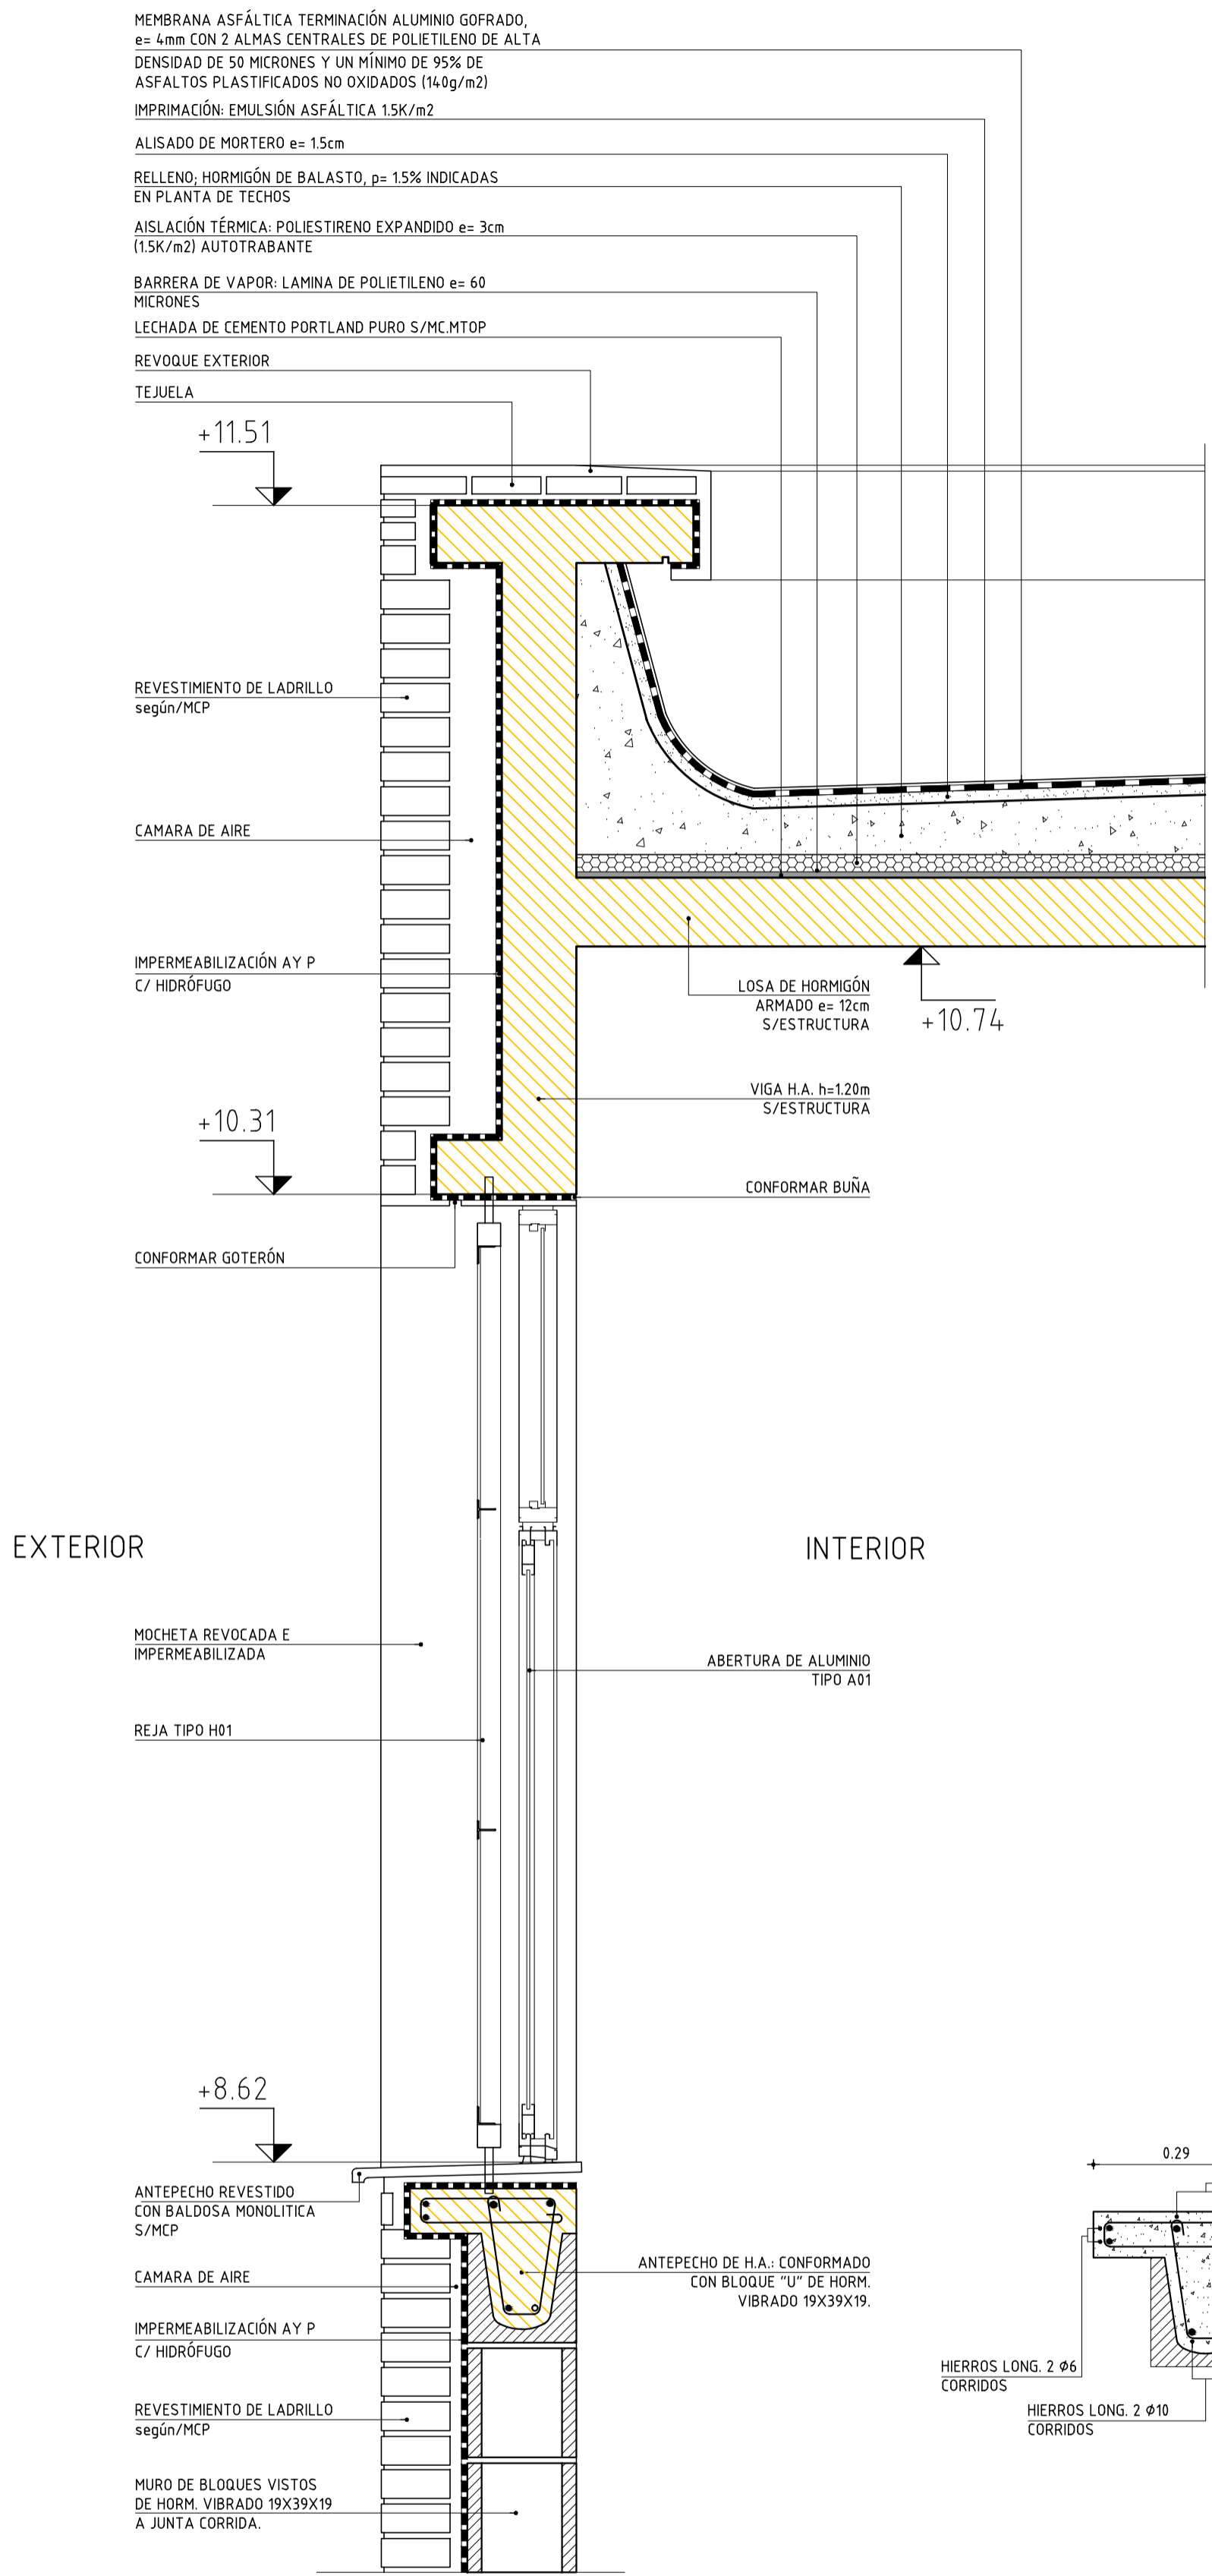 MEMBRANA ASFÁLTICA TERMINACIÓN ALUMINIO GOFRADO,
e= 4mm CON 2 ALMAS CENTRALES DE POLIETILENO DE ALTA
DENSIDAD DE 50 MICRONES Y UN MÍNIMO DE 95% DE
ASFALTOS PLASTIFICADOS NO OXIDADOS (140g/m2)
IMPRIMACIÓN: EMULSIÓN ASFÁLTICA 1.5K/m2
ALISADO DE MORTERO e= 1.5cm
RELLENO; HORMIGÓN DE BALASTO, p= 1.5% INDICADAS
EN PLANTA DE TECHOS
AISLACIÓN TÉRMICA: POLIESTIRENO EXPANDIDO e= 3cm
(1.5K/m2) AUTOTRABANTE
BARRERA DE VAPOR: LAMINA DE POLIETILENO e= 60
MICRONES
LECHADA DE CEMENTO PORTLAND PURO S/MC.MTOP
REVOQUE EXTERIOR
TEJUELA
+11.51
REVESTIMIENTO DE LADRILLO
según/MCP
CAMARA DE AIRE
IMPERMEABILIZACIÓN AY P
C/ HIDRÓFUGO
LOSA DE HORMIGÓN
ARMADO e= 12cm
S/ESTRUCTURA
+10.74
VIGA H.A. h=1.20m
S/ESTRUCTURA
+10.31
CONFORMAR BUÑA
CONFORMAR GOTERÓN
EXTERIOR
INTERIOR
MOCHETA REVOCADA E
IMPERMEABILIZADA
ABERTURA DE ALUMINIO
TIPO A01
REJA TIPO H01
+8.62
0.29
ANTEPECHO REVESTIDO
CON BALDOSA MONOLITICA
S/MCP
CAMARA DE AIRE
ANTEPECHO DE H.A.: CONFORMADO
CON BLOQUE "U" DE HORM.
VIBRADO 19X39X19.
IMPERMEABILIZACIÓN AY P
C/ HIDRÓFUGO
HIERROS LONG. 2 Ø6
CORRIDOS
REVESTIMIENTO DE LADRILLO
según/MCP
HIERROS LONG. 2 Ø10
CORRIDOS
MURO DE BLOQUES VISTOS
DE HORM. VIBRADO 19X39X19
A JUNTA CORRIDA.